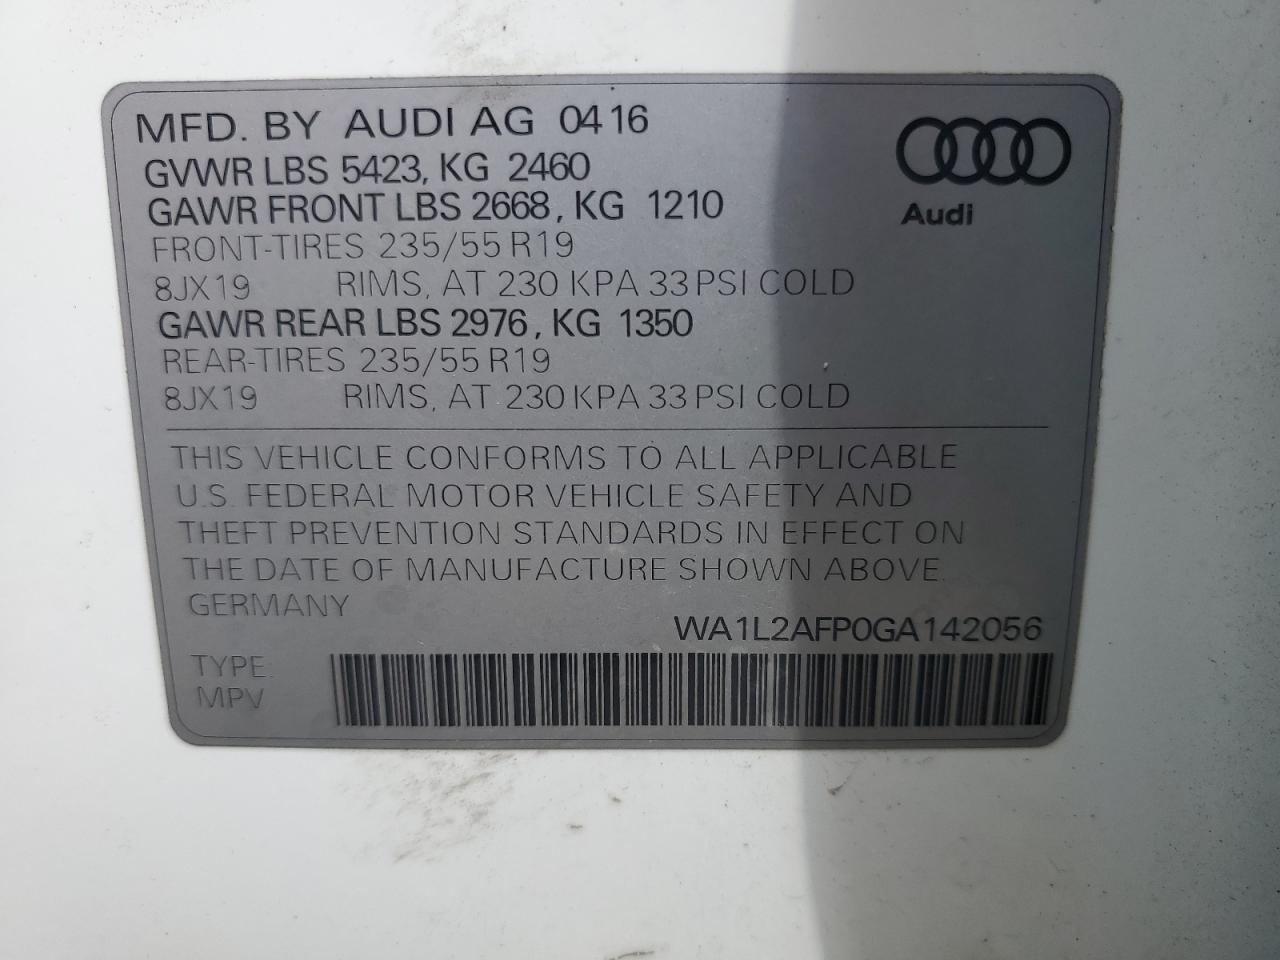 MFD. BY AUDI AG 04 16
GVWR LBS 5423, KG 2460
GAWR FRONT LBS 2668, KG 1210
FRONT-TIRES 235/55 R19
8JX19 RIMS, AT 230 KPA 33 PSI COLD
GAWR REAR LBS 2976, KG 1350
REAR-TIRES 235/55 R19
8JX19 RIMS, AT 230 KPA 33 PSI COLD
Audi
THIS VEHICLE CONFORMS TO ALL APPLICABLE
U.S. FEDERAL MOTOR VEHICLE SAFETY AND
THEFT PREVENTION STANDARDS IN EFFECT ON
THE DATE OF MANUFACTURE SHOWN ABOVE.
GERMANY
WA1L2AFP0GA142056
TYPE:
MPV